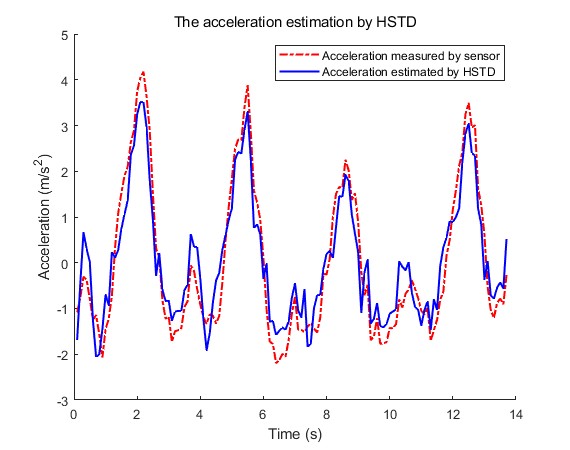 The acceleration estimation by HSTD
Acceleration measured by sensor
Acceleration estimated by HSTD
Acceleration (m/s²)
5
4
3
2
1
0
-1
-2
-3
0 2 4 6 8 10 12 14
Time (s)